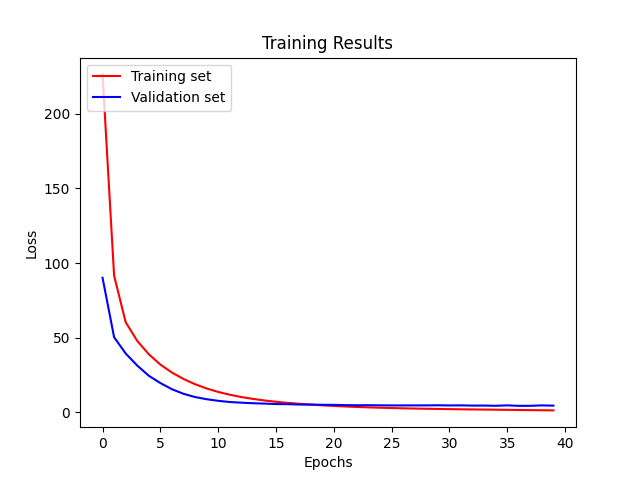 Training Results
Training set
Validation set
Loss
200
150
100
50
0
0 5 10 15 20 25 30 35 40
Epochs